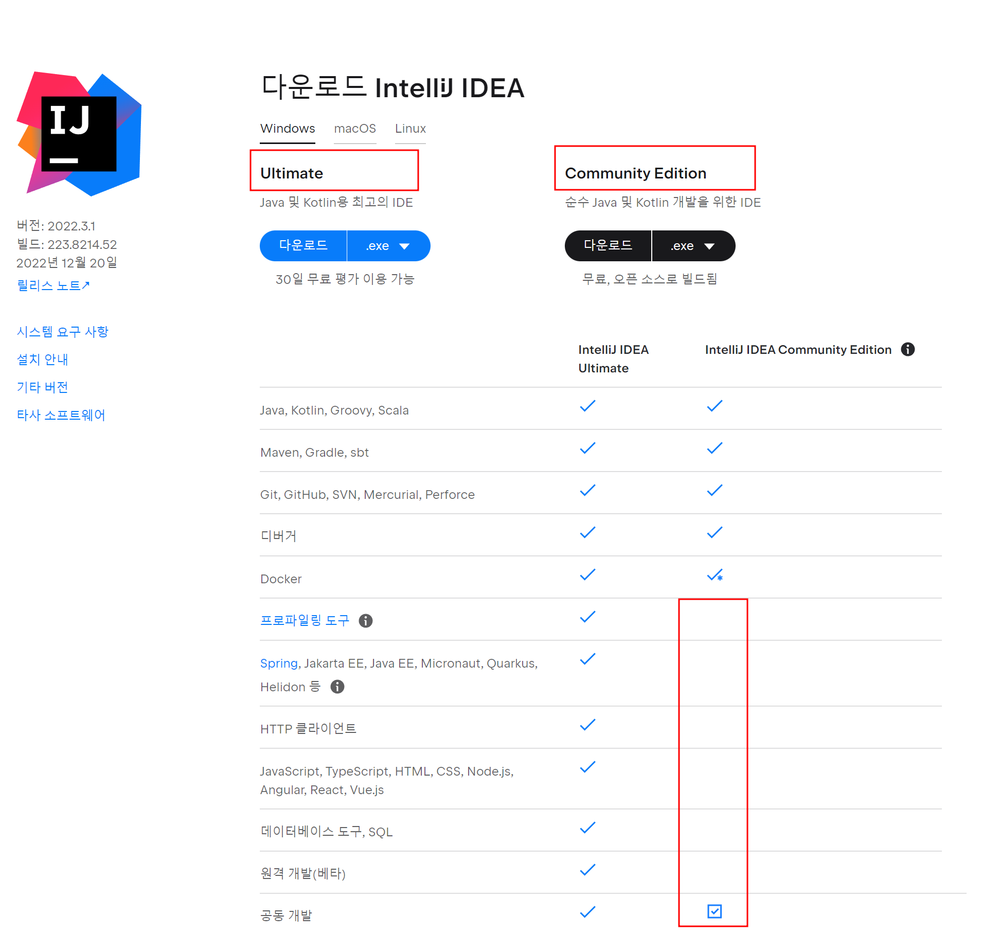 IJ
다운로드 IntelliJ IDEA
Windows macOS Linux
Ultimate
Java 및 Kotlin용 최고의 IDE
다운로드 .exe
30일 무료 평가 이용 가능
Community Edition
순수 Java 및 Kotlin 개발을 위한 IDE
다운로드 .exe
무료, 오픈 소스로 빌드됨
버전: 2022.3.1
빌드: 223.8214.52
2022년 12월 20일
릴리스 노트↗
시스템 요구 사항
설치 안내
기타 버전
타사 소프트웨어
IntelliJ IDEA
Ultimate
IntelliJ IDEA Community Edition
Java, Kotlin, Groovy, Scala
Maven, Gradle, sbt
Git, GitHub, SVN, Mercurial, Perforce
디버거
Docker
*
프로파일링 도구
Spring, Jakarta EE, Java EE, Micronaut, Quarkus,
Helidon 등
HTTP 클라이언트
JavaScript, TypeScript, HTML, CSS, Node.js,
Angular, React, Vue.js
데이터베이스 도구, SQL
원격 개발(베타)
공동 개발